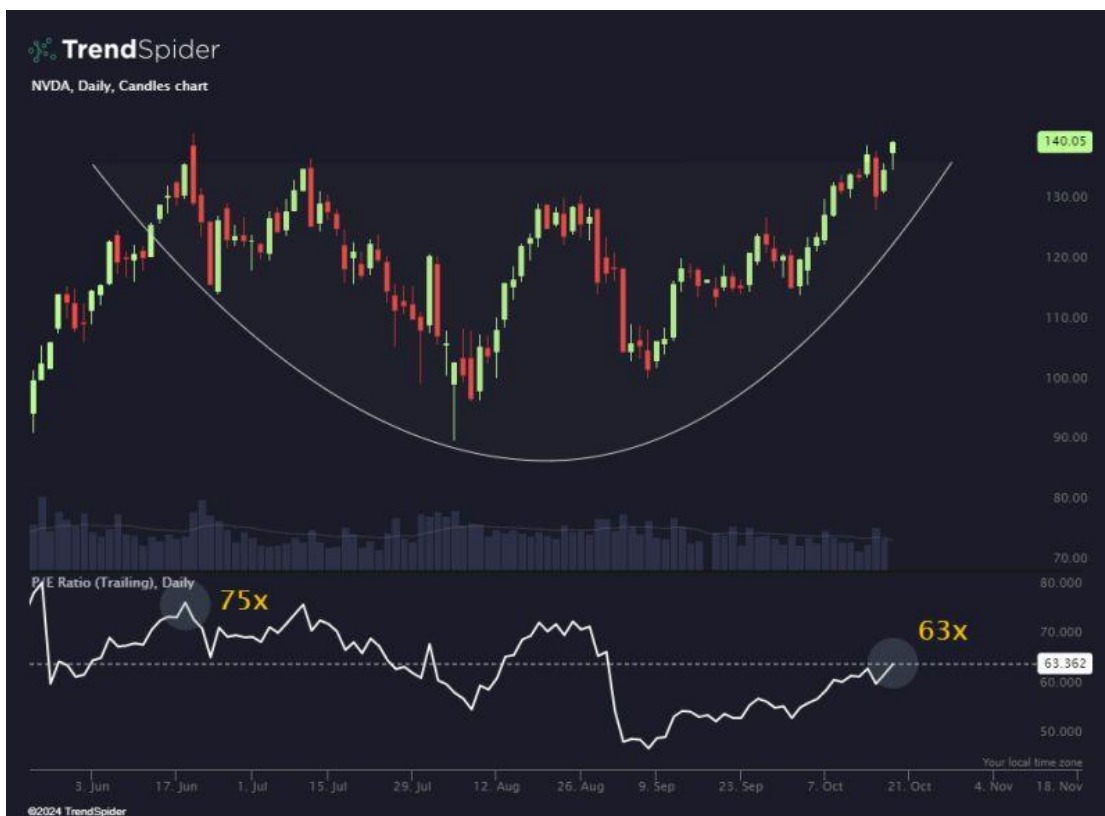 TrendSpider
NVDA, Daily, Candles chart
140.05
130.00
120.00
110.00
100.00
90.00
80.00
70.00
P/E Ratio (Trailing), Daily
80.000
75x
70.000
63x
63.362
60.000
50.000
Your local time zone
3. Jun 17. Jun 1. Jul 15. Jul 29. Jul 12. Aug 26. Aug 9. Sep 23. Sep 7. Oct 21. Oct 4. Nov 18. Nov
©2024 TrendSpider